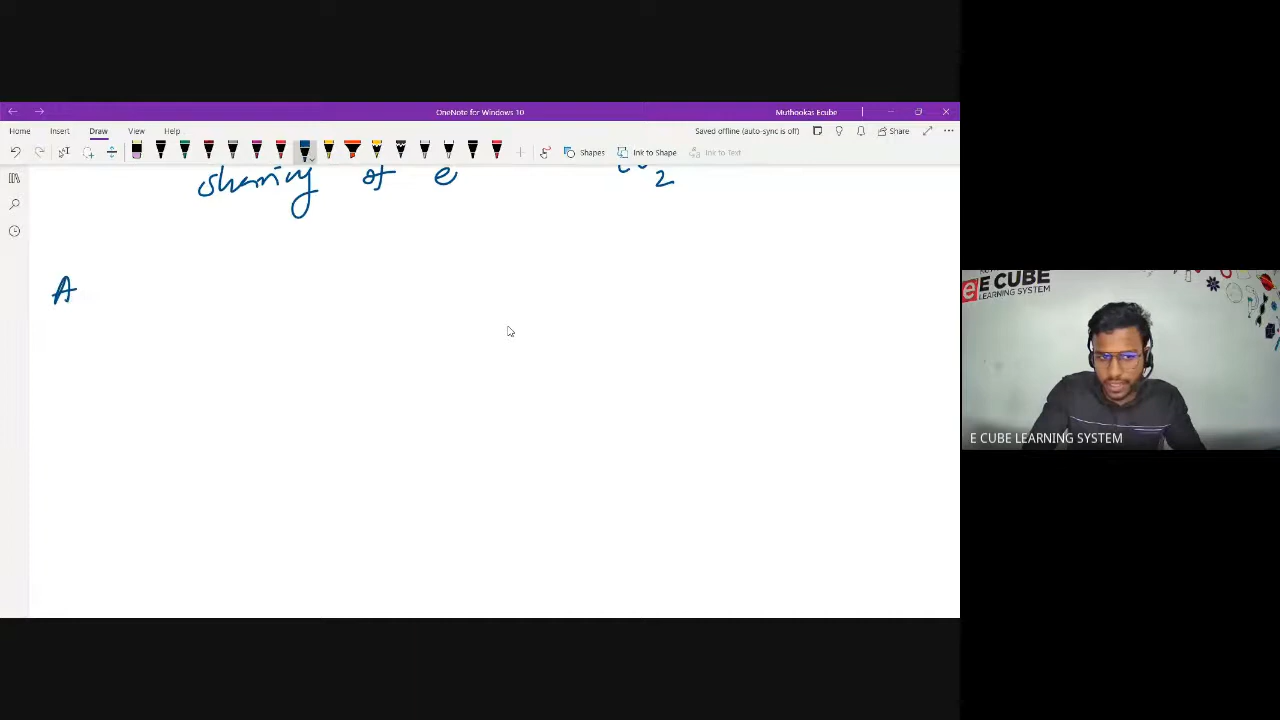 OneNote for Windows 10
Muthookas Ecube
Home Insert Draw View Help
Saved offline (auto-sync is off) Share
Shapes Ink to Shape Ink to Text
sharing of e
2
A
E CUBE
LEARNING SYSTEM
E CUBE LEARNING SYSTEM